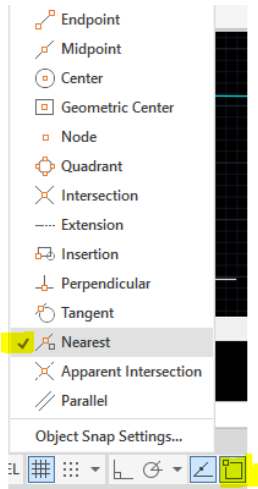 Endpoint
Midpoint
Center
Geometric Center
Node
Quadrant
Intersection
Extension
Insertion
Perpendicular
Tangent
Nearest
Apparent Intersection
Parallel
Object Snap Settings...